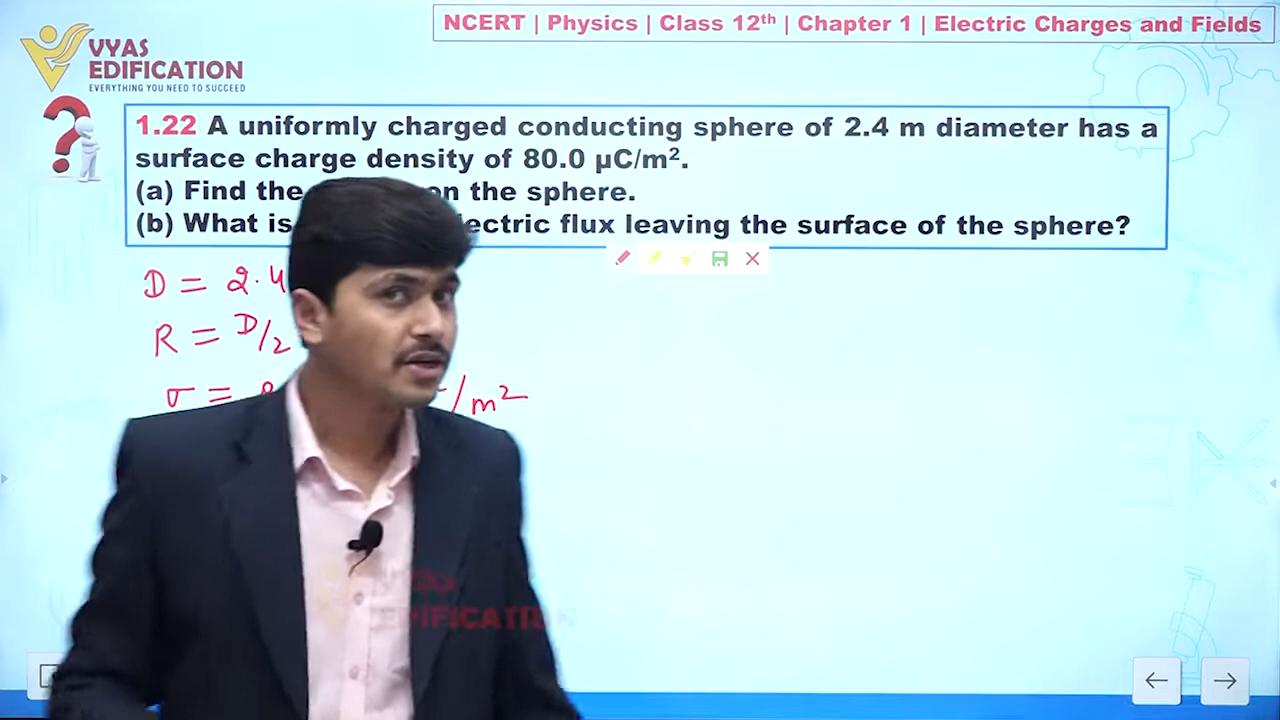 NCERT | Physics | Class 12th | Chapter 1 | Electric Charges and Fields
VYAS
EDIFICATION
EVERYTHING YOU NEED TO SUCCEED
1.22 A uniformly charged conducting sphere of 2.4 m diameter has a
surface charge density of 80.0 µC/m².
(a) Find the on the sphere.
(b) What is electric flux leaving the surface of the sphere?
D = 2.4
R = D/2
σ = /m²
EDIFICATION